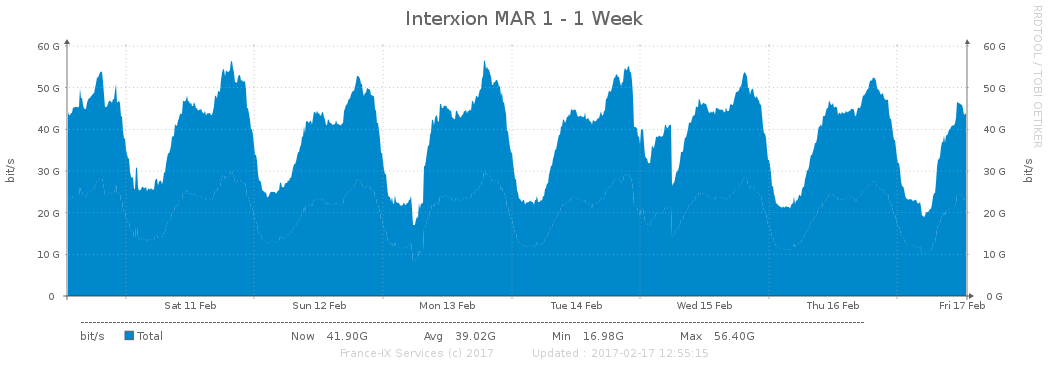 Interxion MAR 1 - 1 Week
RRDTOOL / TOBI OETIKER
60 G 60 G
50 G 50 G
40 G 40 G
30 G 30 G
20 G 20 G
10 G 10 G
0 0 G
bit/s
bit/s
Sat 11 Feb Sun 12 Feb Mon 13 Feb Tue 14 Feb Wed 15 Feb Thu 16 Feb Fri 17 Feb
bit/s Total Now 41.90G Avg 39.02G Min 16.98G Max 56.40G
France-IX Services (c) 2017 Updated : 2017-02-17 12:55:15